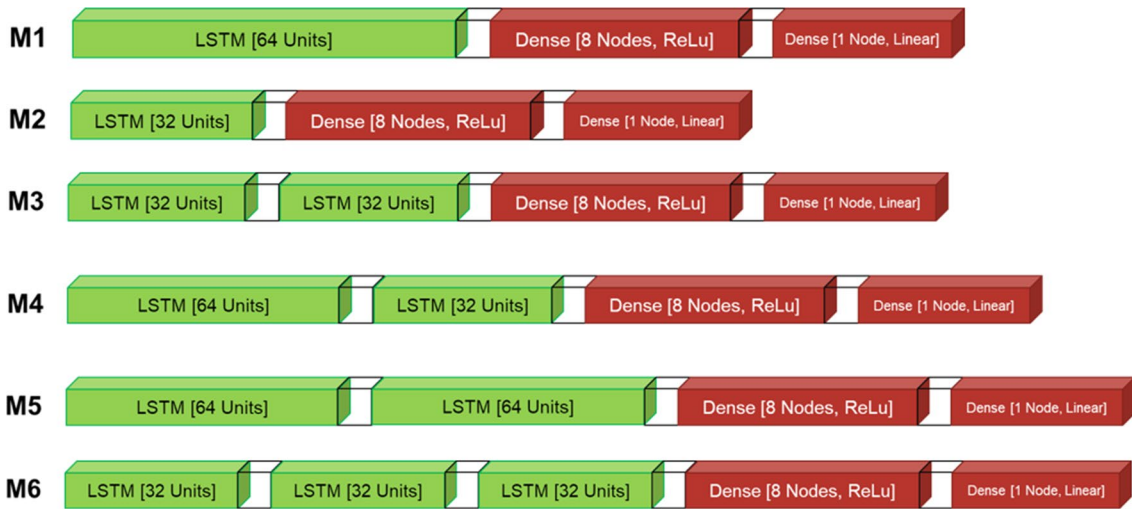 M1 LSTM [64 Units] Dense [8 Nodes, ReLu] Dense [1 Node, Linear]
M2 LSTM [32 Units] Dense [8 Nodes, ReLu] Dense [1 Node, Linear]
M3 LSTM [32 Units] LSTM [32 Units] Dense [8 Nodes, ReLu] Dense [1 Node, Linear]
M4 LSTM [64 Units] LSTM [32 Units] Dense [8 Nodes, ReLu] Dense [1 Node, Linear]
M5 LSTM [64 Units] LSTM [64 Units] Dense [8 Nodes, ReLu] Dense [1 Node, Linear]
M6 LSTM [32 Units] LSTM [32 Units] LSTM [32 Units] Dense [8 Nodes, ReLu] Dense [1 Node, Linear]